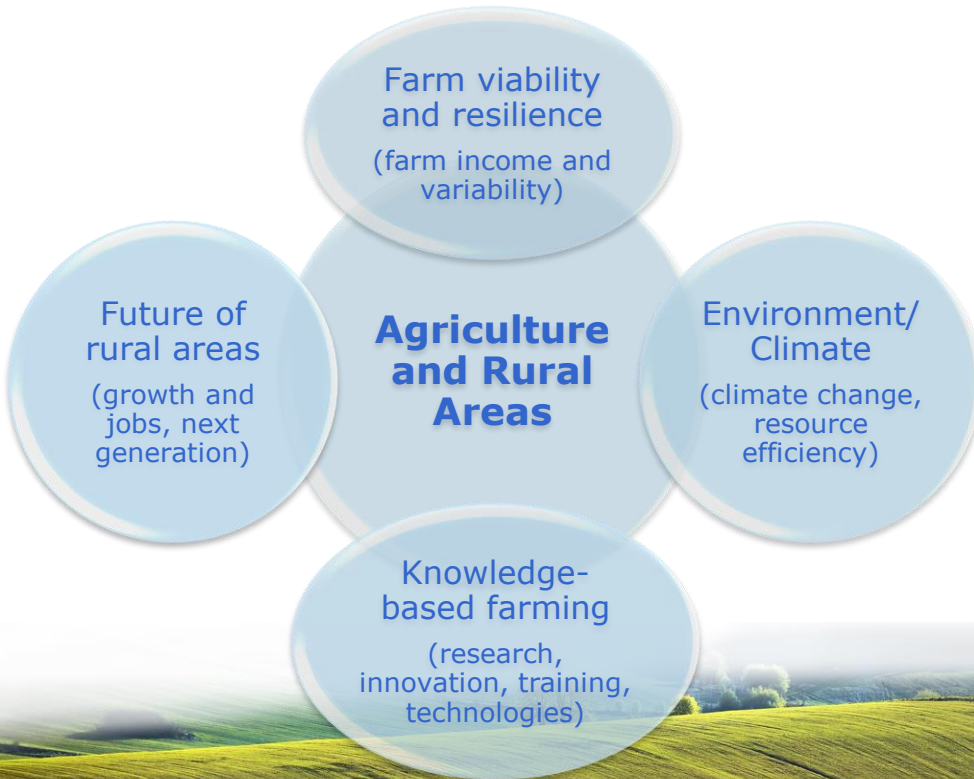 Farm viability
and resilience
(farm income and
variability)
Future of
rural areas
(growth and
jobs, next
generation)
Agriculture
and Rural
Areas
Environment/
Climate
(climate change,
resource
efficiency)
Knowledge-
based farming
(research,
innovation, training,
technologies)